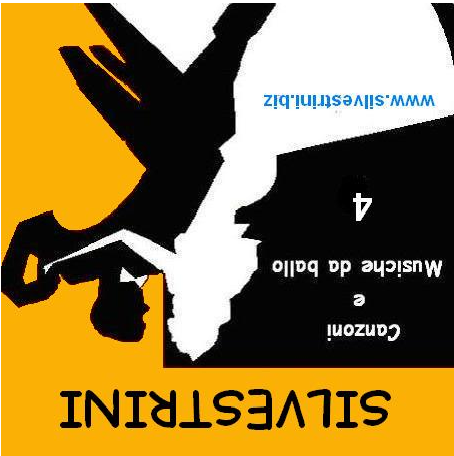 SILVESTRINI
Canzoni
e
Musiche da ballo
4
www.silvestrini.biz